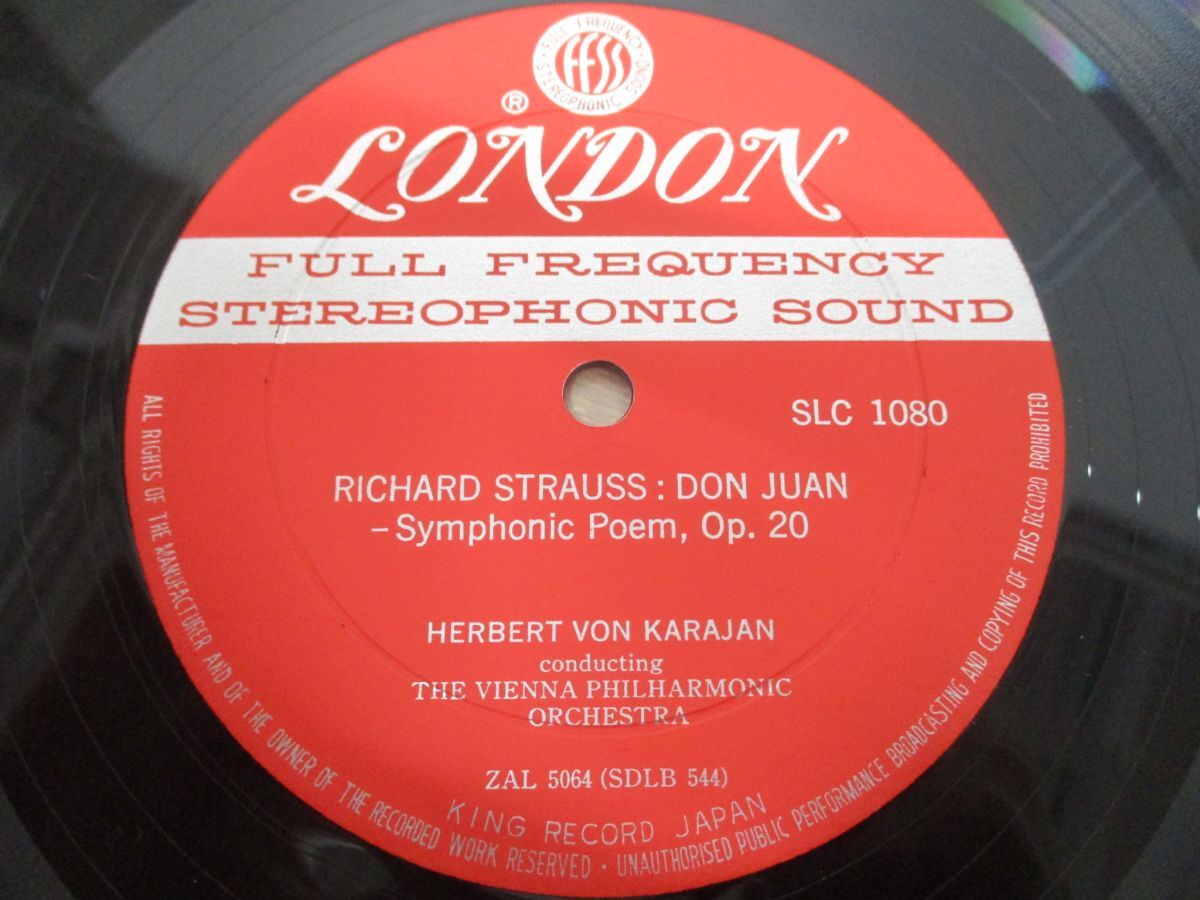 FULL FREQUENCY
FFSS
STEREOPHONIC SOUND
®
LONDON
FULL FREQUENCY
STEREOPHONIC SOUND
SLC 1080
RICHARD STRAUSS : DON JUAN
–Symphonic Poem, Op. 20
HERBERT VON KARAJAN
conducting
THE VIENNA PHILHARMONIC
ORCHESTRA
ZAL 5064 (SDLB 544)
KING RECORD JAPAN
ALL RIGHTS OF THE MANUFACTURER AND OF THE OWNER OF THE RECORDED WORK RESERVED · UNAUTHORISED PUBLIC PERFORMANCE BROADCASTING AND COPYING OF THIS RECORD PROHIBITED